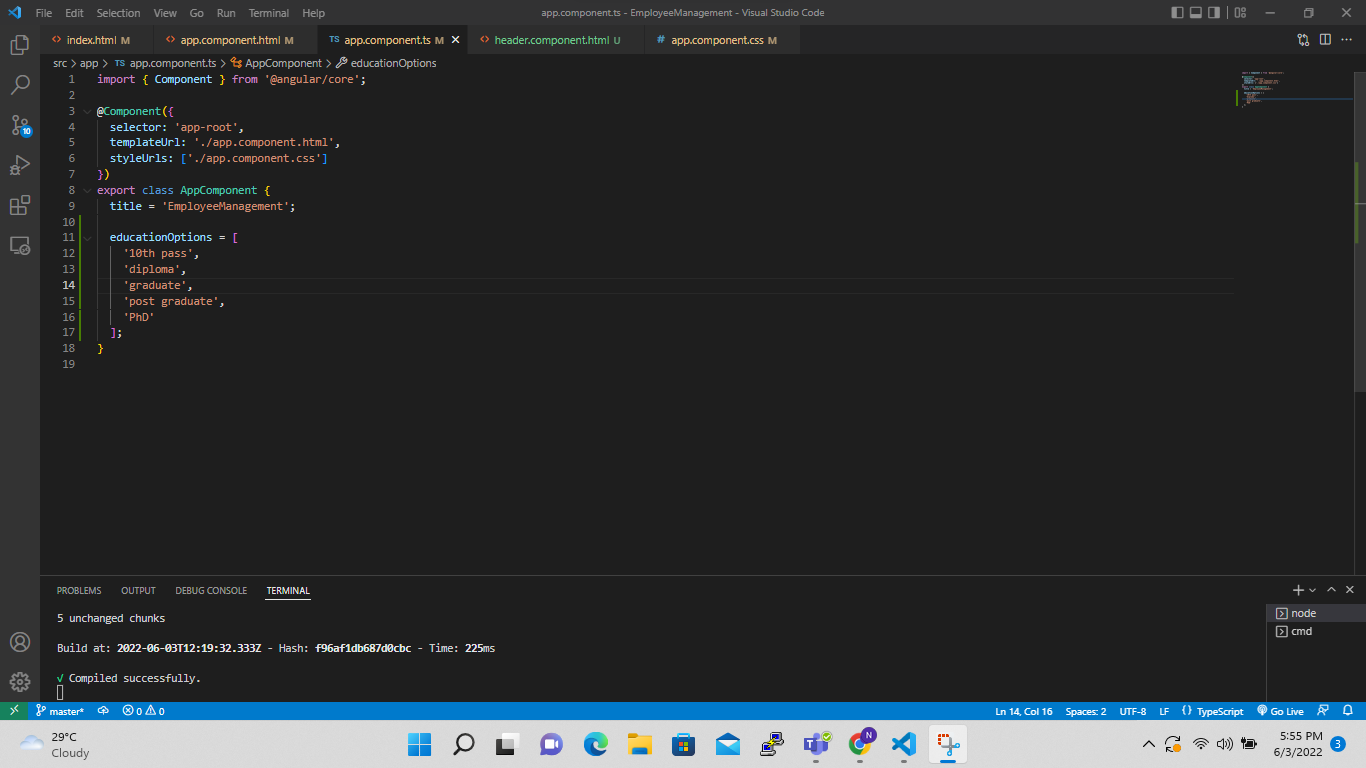 File Edit Selection View Go Run Terminal Help app.component.ts - EmployeeManagement - Visual Studio Code
index.html M app.component.html M TS app.component.ts M header.component.html U # app.component.css M
src > app > TS app.component.ts > AppComponent > educationOptions
1 import { Component } from '@angular/core';
2
3 @Component({
4 selector: 'app-root',
5 templateUrl: './app.component.html',
6 styleUrls: ['./app.component.css']
7 })
8 export class AppComponent {
9 title = 'EmployeeManagement';
10
11 educationOptions = [
12 '10th pass',
13 'diploma',
14 'graduate',
15 'post graduate',
16 'PhD'
17 ];
18 }
19
10
PROBLEMS OUTPUT DEBUG CONSOLE TERMINAL
5 unchanged chunks
Build at: 2022-06-03T12:19:32.333Z - Hash: f96af1db687d0cbc - Time: 225ms
√ Compiled successfully.
node
cmd
master* 0 0 Ln 14, Col 16 Spaces: 2 UTF-8 LF {} TypeScript Go Live
29°C
Cloudy
N
5:55 PM
6/3/2022
3